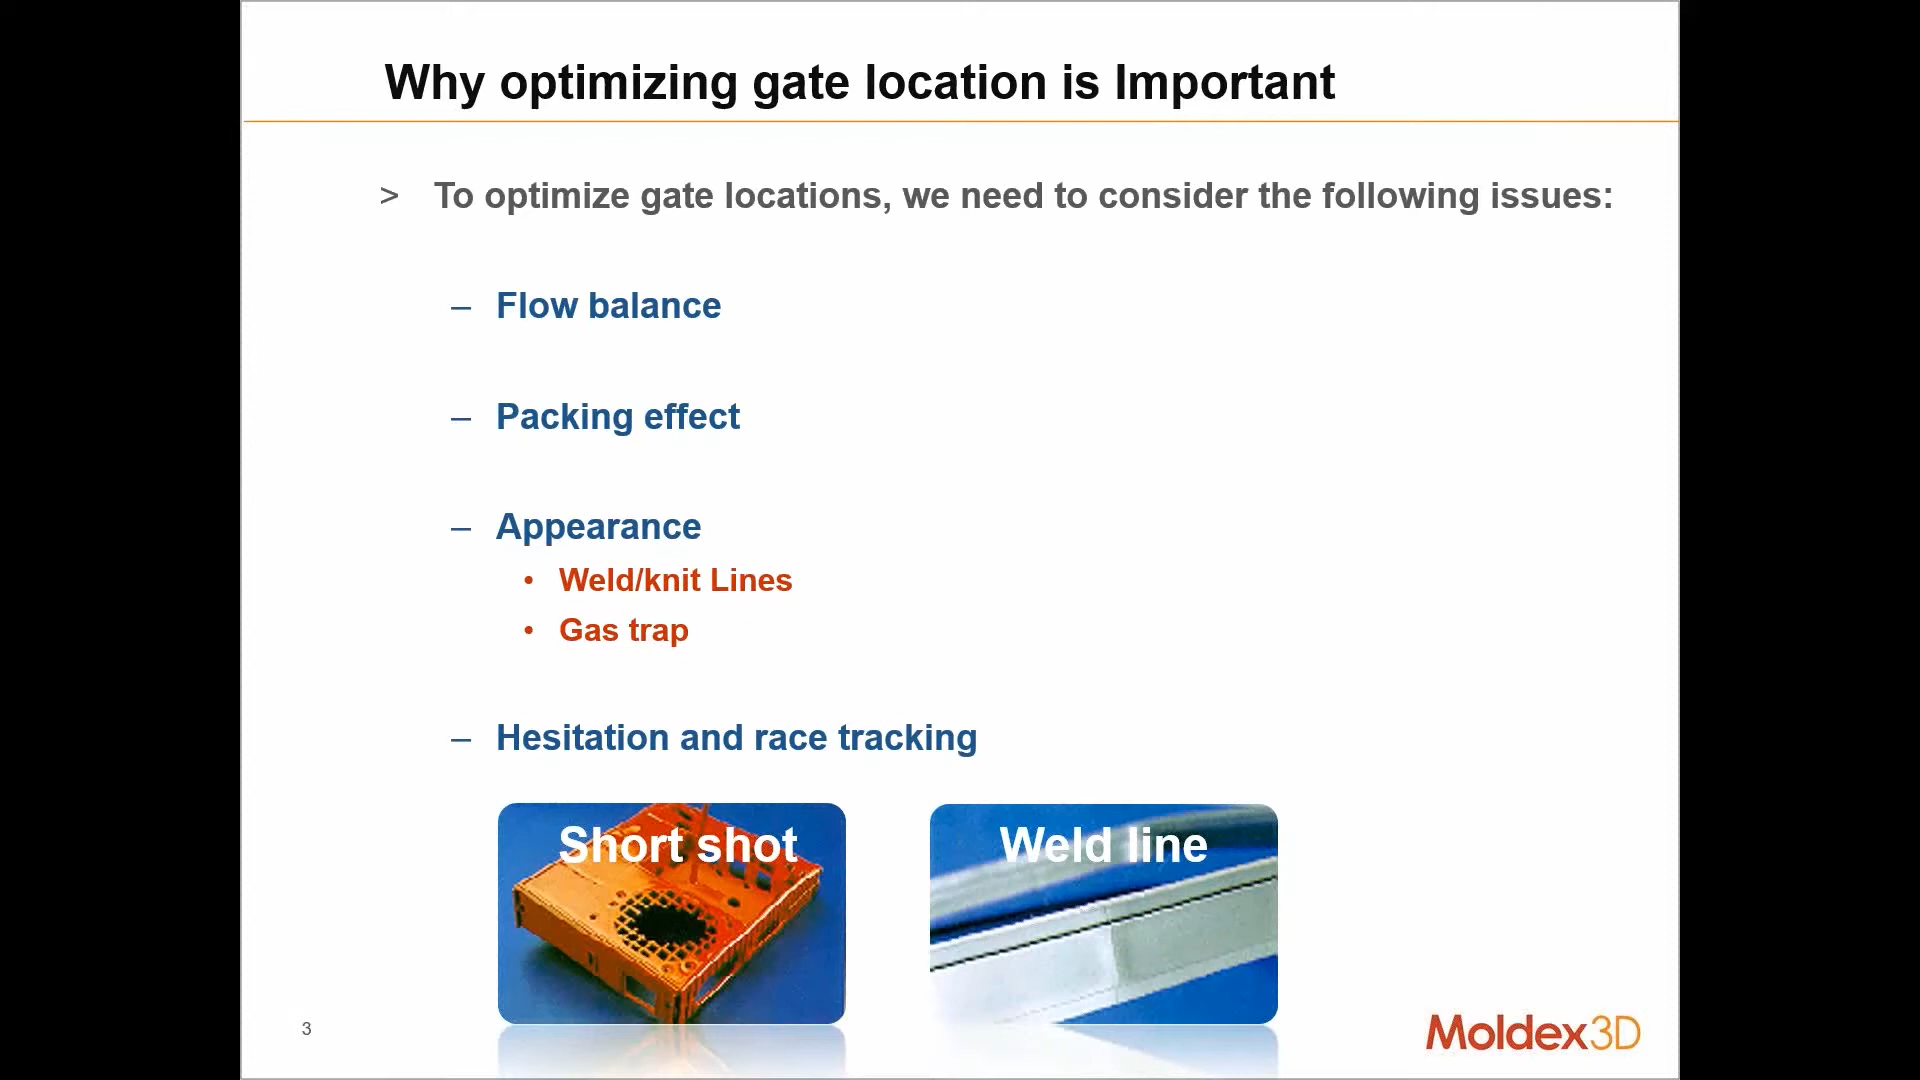 Why optimizing gate location is Important
> To optimize gate locations, we need to consider the following issues:
– Flow balance
– Packing effect
– Appearance
• Weld/knit Lines
• Gas trap
– Hesitation and race tracking
Short shot
Weld line
3
Moldex3D